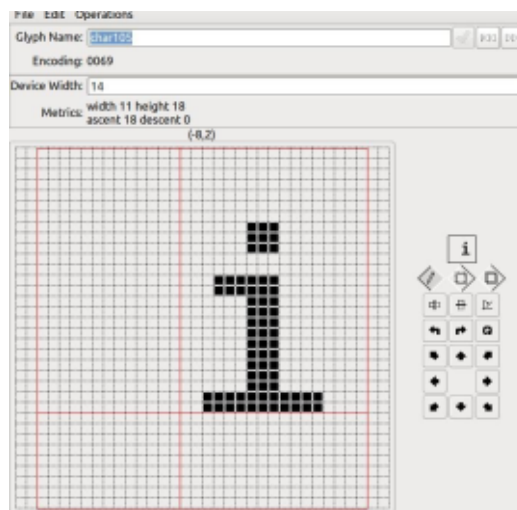 File Edit Operations
Glyph Name: char105
Encoding: 0069
Device Width: 14
Metrics: width 11 height 18
ascent 18 descent 0
(-8,2)
i
i